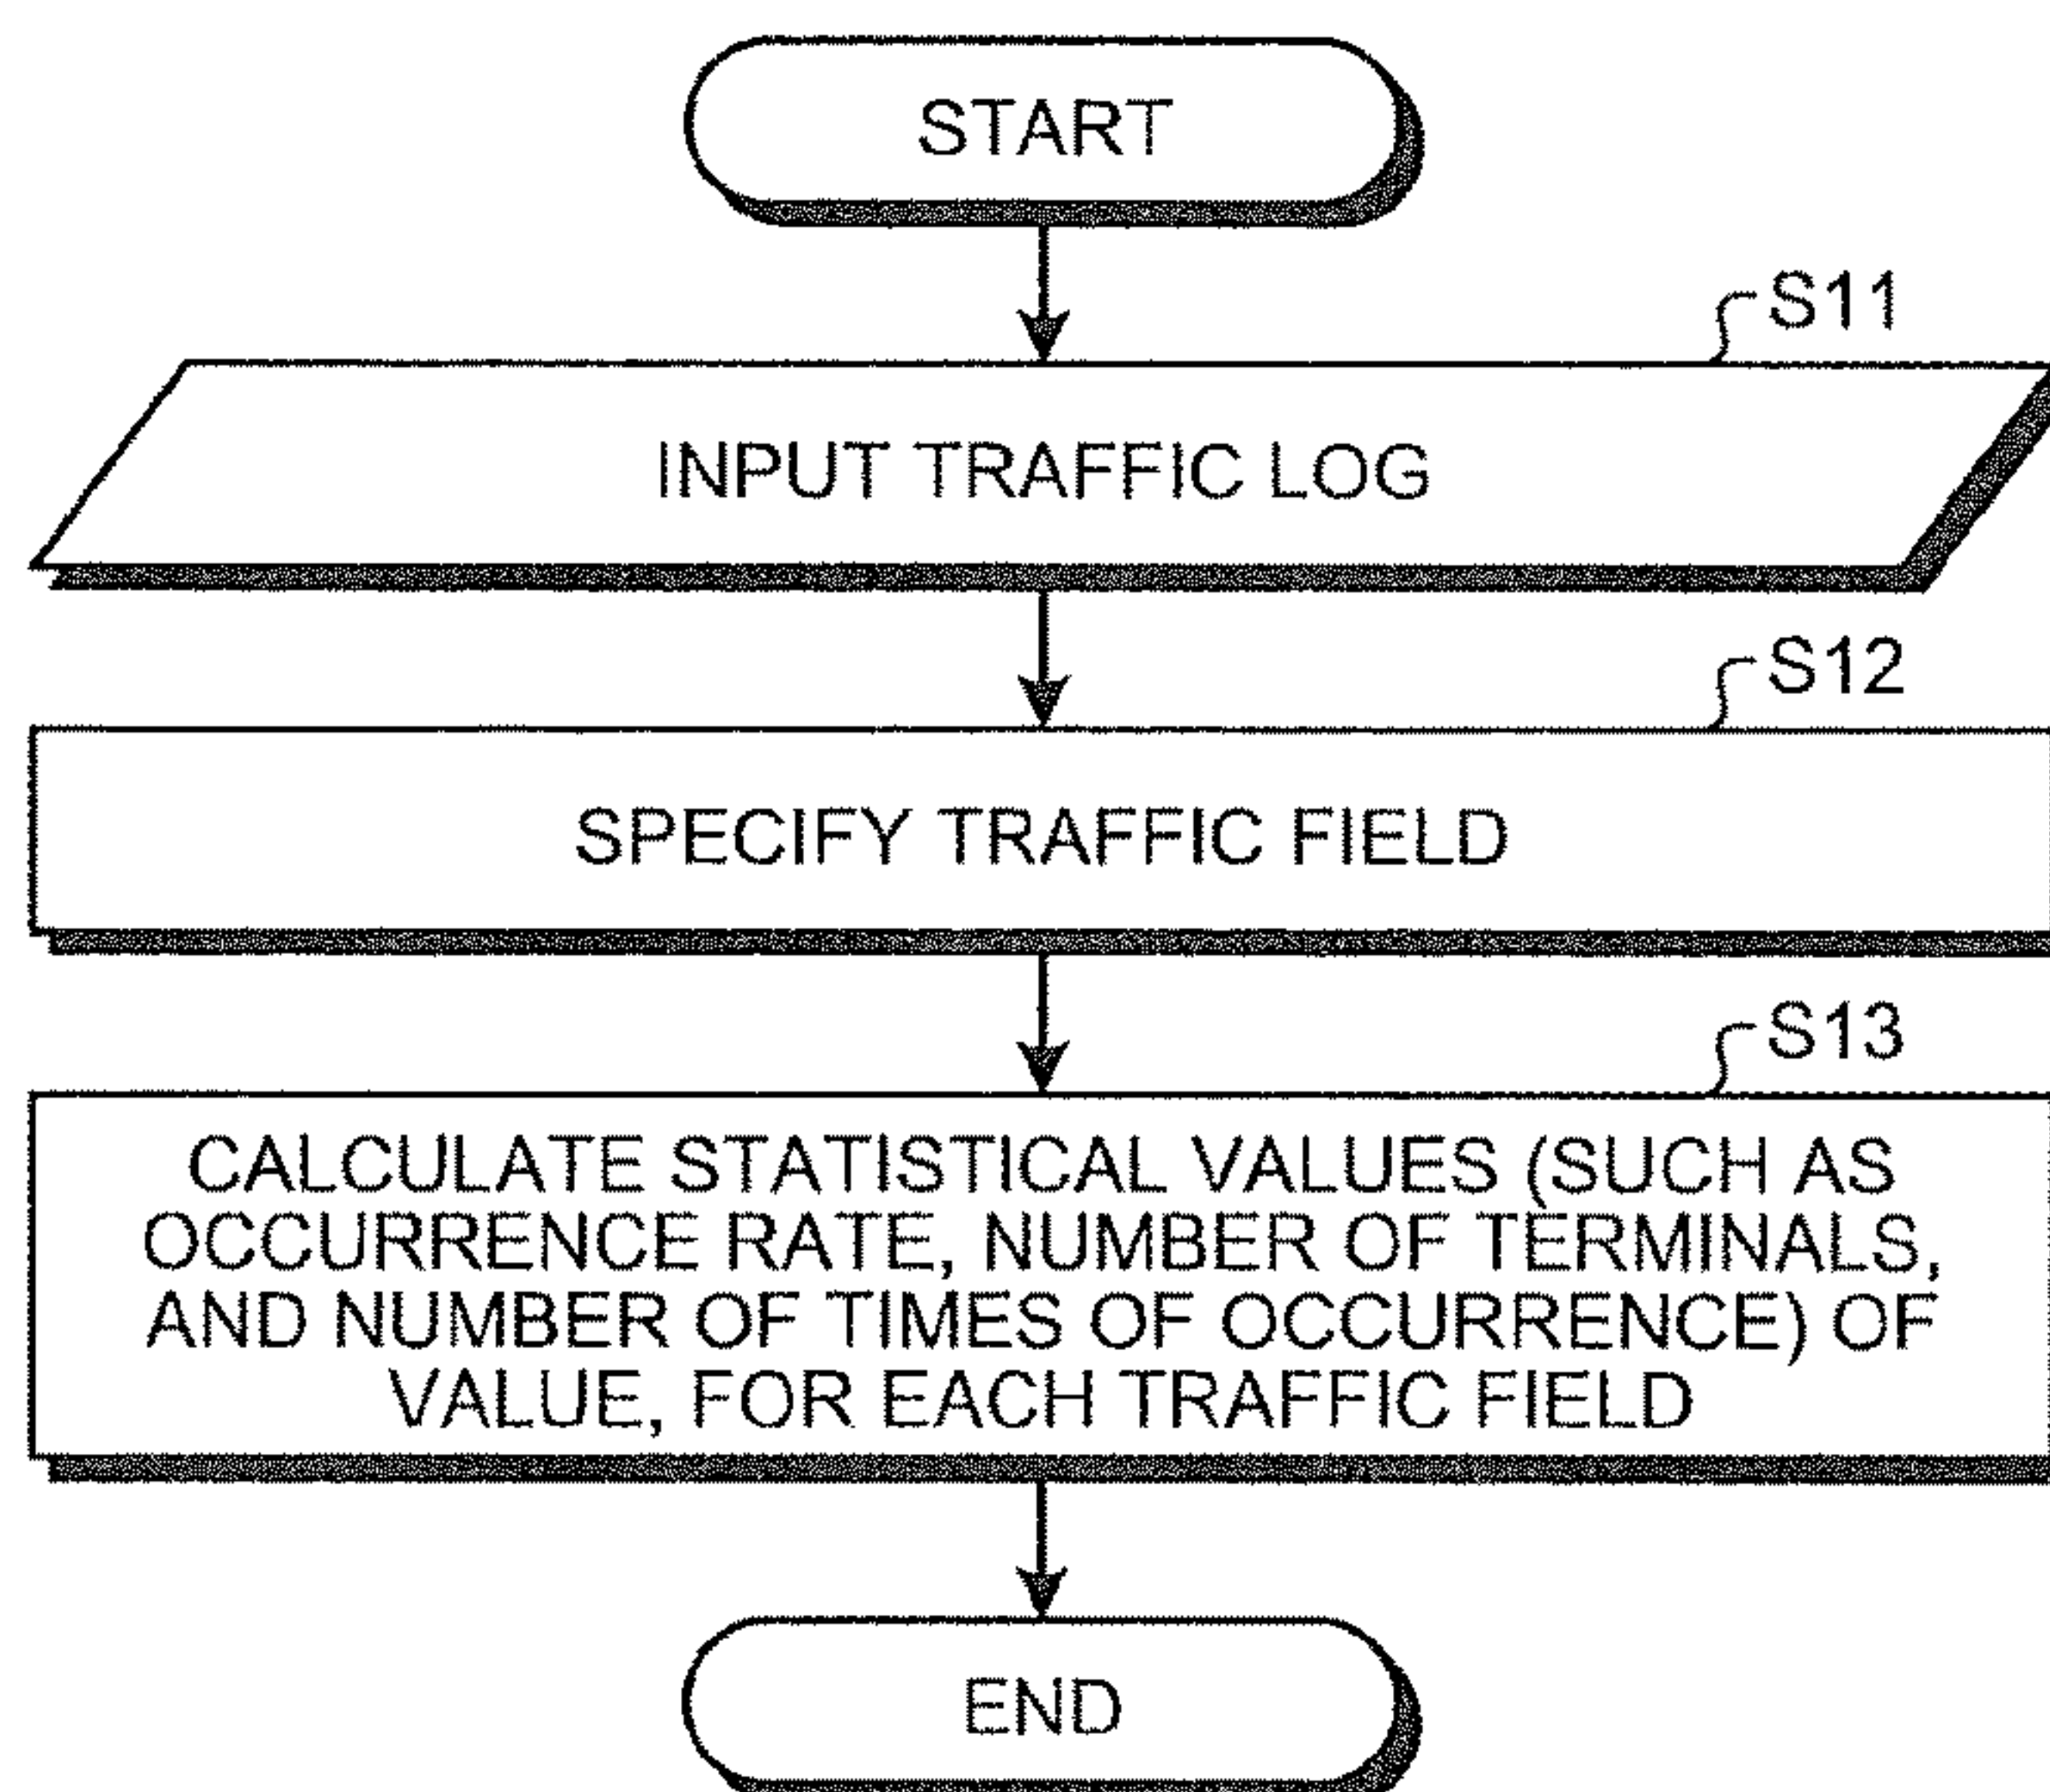 START
S11
INPUT TRAFFIC LOG
S12
SPECIFY TRAFFIC FIELD
S13
CALCULATE STATISTICAL VALUES (SUCH AS
OCCURRENCE RATE, NUMBER OF TERMINALS,
AND NUMBER OF TIMES OF OCCURRENCE) OF
VALUE, FOR EACH TRAFFIC FIELD
END